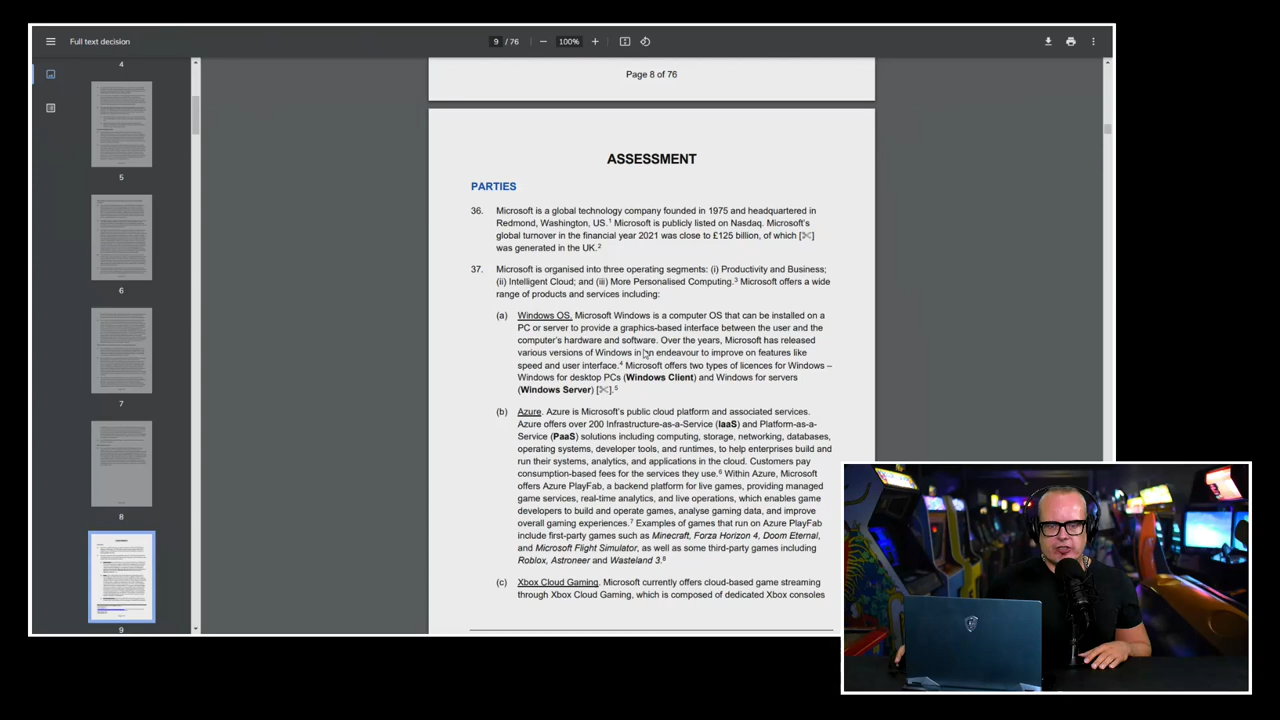 Full text decision
9 / 76
100%
4
5
6
7
8
9
Page 8 of 76
ASSESSMENT
PARTIES
36. Microsoft is a global technology company founded in 1975 and headquartered in
Redmond, Washington, US.1 Microsoft is publicly listed on Nasdaq. Microsoft's
global turnover in the financial year 2021 was close to £125 billion, of which [✂]
was generated in the UK.2
37. Microsoft is organised into three operating segments: (i) Productivity and Business;
(ii) Intelligent Cloud; and (iii) More Personalised Computing.3 Microsoft offers a wide
range of products and services including:
(a) Windows OS. Microsoft Windows is a computer OS that can be installed on a
PC or server to provide a graphics-based interface between the user and the
computer's hardware and software. Over the years, Microsoft has released
various versions of Windows in an endeavour to improve on features like
speed and user interface.4 Microsoft offers two types of licences for Windows –
Windows for desktop PCs (Windows Client) and Windows for servers
(Windows Server) [✂].5
(b) Azure. Azure is Microsoft's public cloud platform and associated services.
Azure offers over 200 Infrastructure-as-a-Service (IaaS) and Platform-as-a-
Service (PaaS) solutions including computing, storage, networking, databases,
operating systems, developer tools, and runtimes, to help enterprises build and
run their systems, analytics, and applications in the cloud. Customers pay
consumption-based fees for the services they use.6 Within Azure, Microsoft
offers Azure PlayFab, a backend platform for live games, providing managed
game services, real-time analytics, and live operations, which enables game
developers to build and operate games, analyse gaming data, and improve
overall gaming experiences.7 Examples of games that run on Azure PlayFab
include first-party games such as Minecraft, Forza Horizon 4, Doom Eternal,
and Microsoft Flight Simulator, as well as some third-party games including
Roblox, Astroneer and Wasteland 3.8
(c) Xbox Cloud Gaming. Microsoft currently offers cloud-based game streaming
through Xbox Cloud Gaming, which is composed of dedicated Xbox consoles